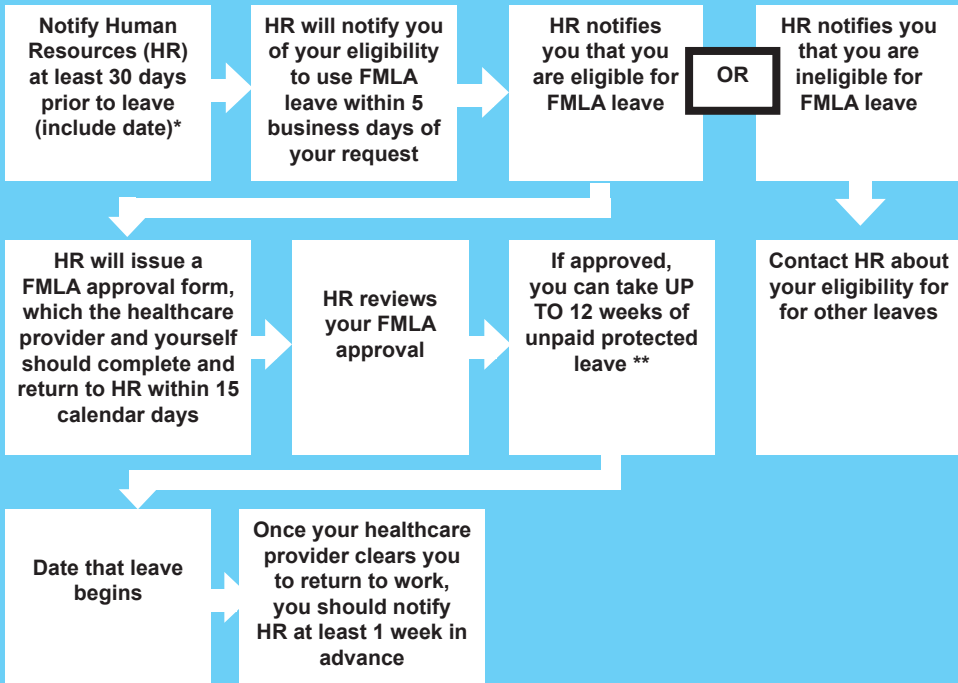 Notify Human
Resources (HR)
at least 30 days
prior to leave
(include date)*
HR will notify you
of your eligibility
to use FMLA
leave within 5
business days of
your request
HR notifies
you that you
are eligible for
FMLA leave
OR
HR notifies you
that you are
ineligible for
FMLA leave
HR will issue a
FMLA approval form,
which the healthcare
provider and yourself
should complete and
return to HR within 15
calendar days
HR reviews
your FMLA
approval
If approved,
you can take UP
TO 12 weeks of
unpaid protected
leave **
Contact HR about
your eligibility for
for other leaves
Date that leave
begins
Once your healthcare
provider clears you
to return to work,
you should notify
HR at least 1 week in
advance